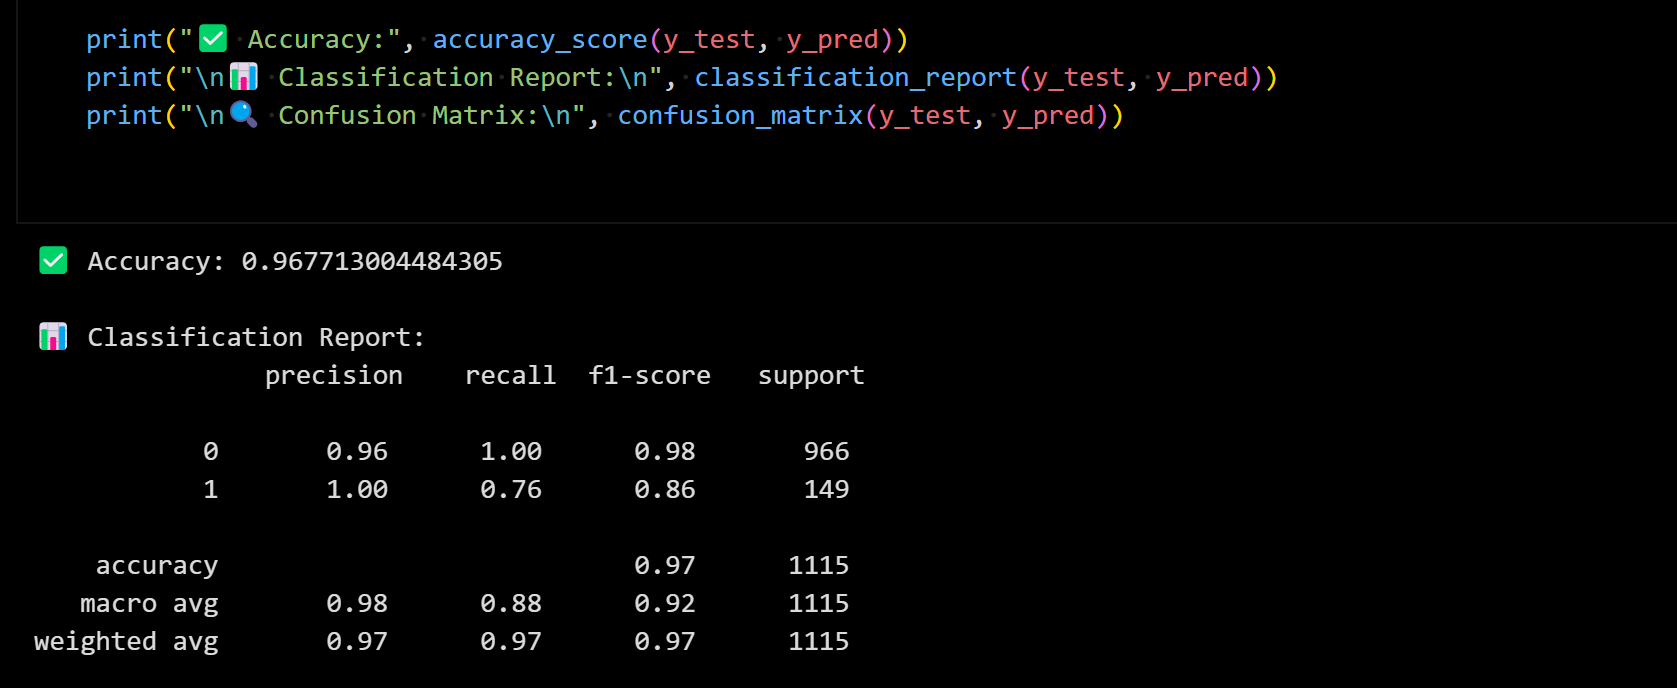 print("✅ Accuracy:", accuracy_score(y_test, y_pred))
print("\n📊 Classification Report:\n", classification_report(y_test, y_pred))
print("\n🔍 Confusion Matrix:\n", confusion_matrix(y_test, y_pred))
✅ Accuracy: 0.967713004484305
📊 Classification Report:
precision recall f1-score support
0 0.96 1.00 0.98 966
1 1.00 0.76 0.86 149
accuracy 0.97 1115
macro avg 0.98 0.88 0.92 1115
weighted avg 0.97 0.97 0.97 1115